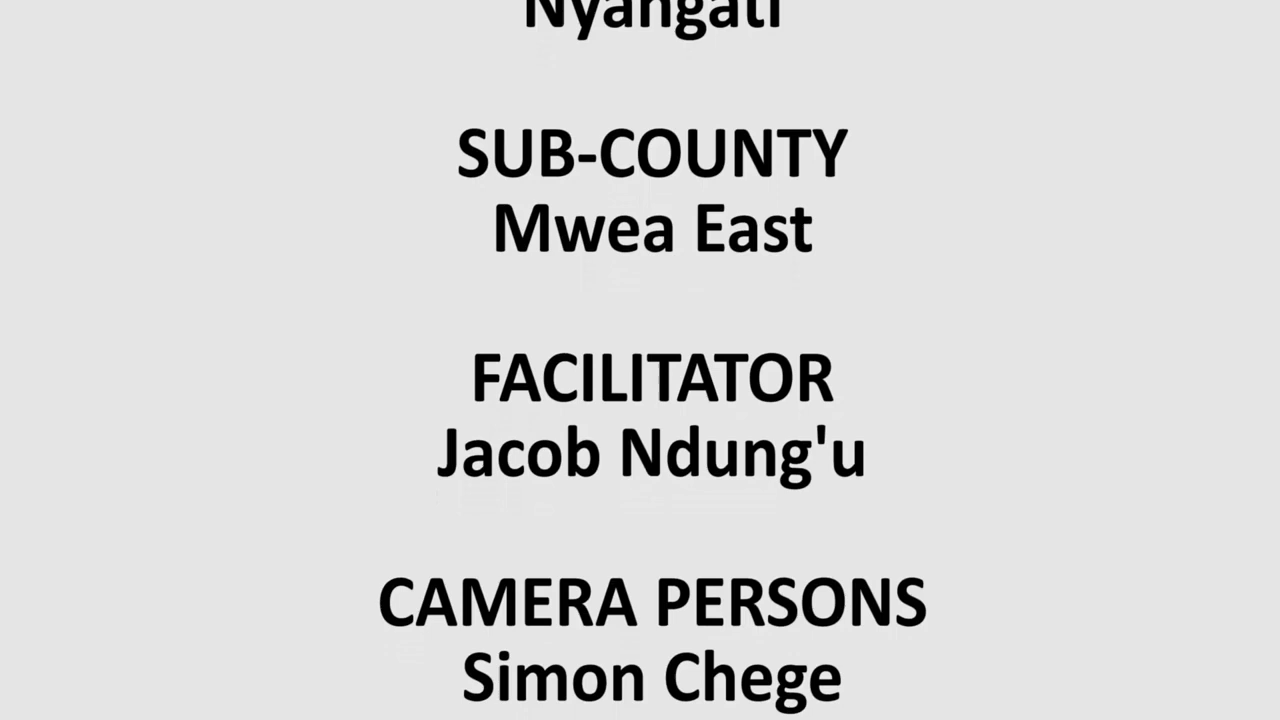 Nyangati
SUB-COUNTY
Mwea East
FACILITATOR
Jacob Ndung'u
CAMERA PERSONS
Simon Chege